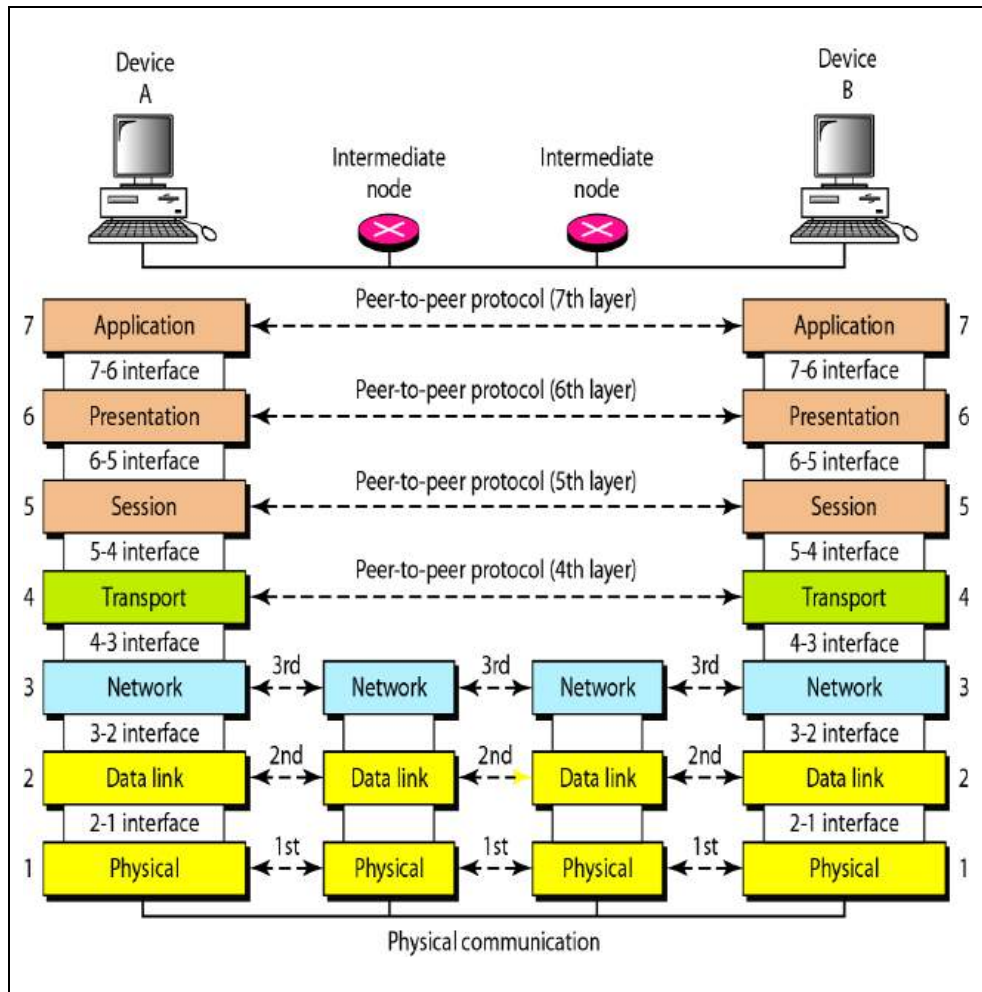 Device
A
Device
B
Intermediate
node
Intermediate
node
Peer-to-peer protocol (7th layer)
7 Application Application 7
7-6 interface 7-6 interface
Peer-to-peer protocol (6th layer)
6 Presentation Presentation 6
6-5 interface 6-5 interface
Peer-to-peer protocol (5th layer)
5 Session Session 5
5-4 interface 5-4 interface
Peer-to-peer protocol (4th layer)
4 Transport Transport 4
4-3 interface 4-3 interface
3rd 3rd 3rd
3 Network Network Network Network 3
3-2 interface 3-2 interface
2nd 2nd 2nd
2 Data link Data link Data link Data link 2
2-1 interface 2-1 interface
1st 1st 1st
1 Physical Physical Physical Physical 1
Physical communication